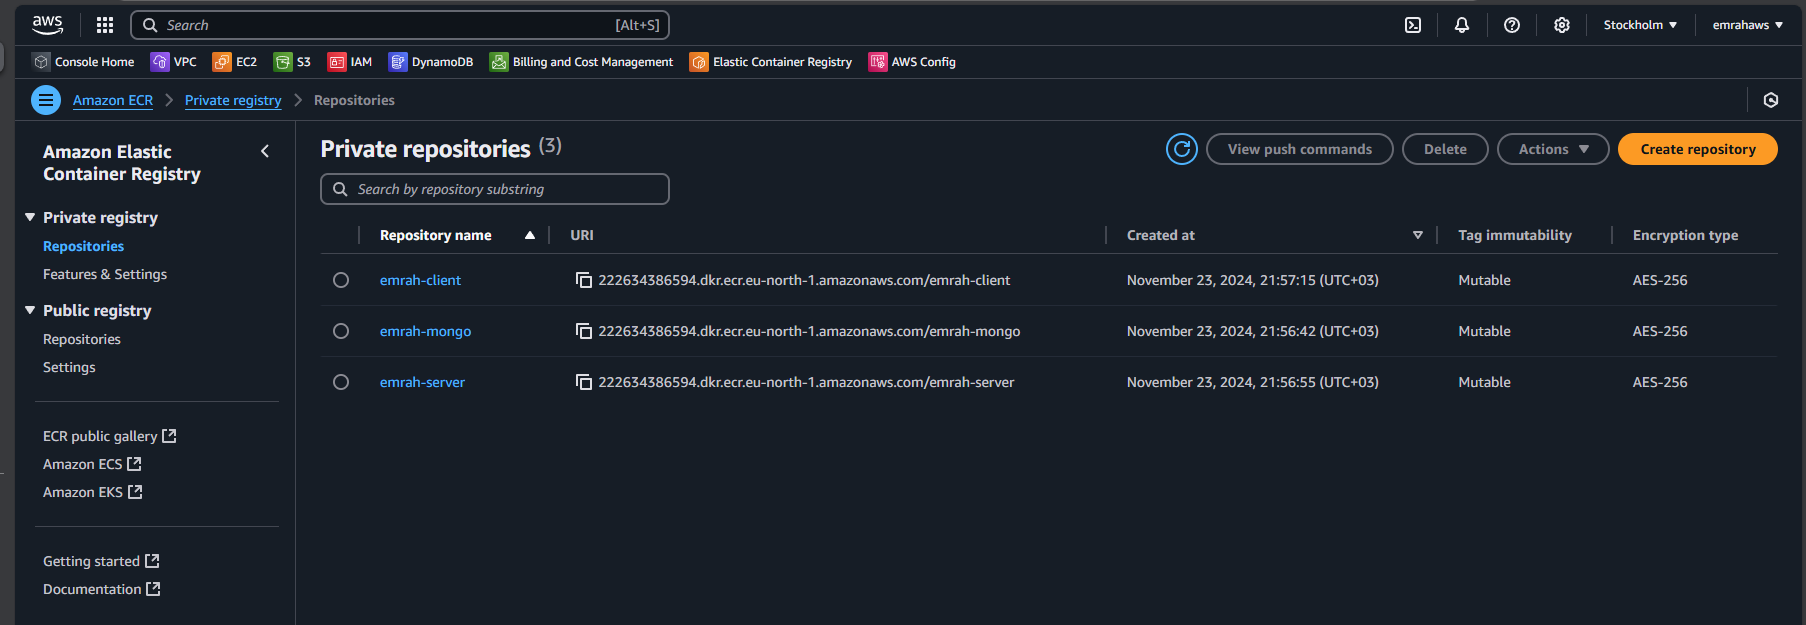 aws
Search [Alt+S]
Stockholm ▼
emrahaws ▼
Console Home VPC EC2 S3 IAM DynamoDB Billing and Cost Management Elastic Container Registry AWS Config
Amazon ECR > Private registry > Repositories
Amazon Elastic
Container Registry
Private registry
Repositories
Features & Settings
Public registry
Repositories
Settings
ECR public gallery
Amazon ECS
Amazon EKS
Getting started
Documentation
Private repositories (3)
View push commands
Delete
Actions ▼
Create repository
Search by repository substring
Repository name URI Created at Tag immutability Encryption type
emrah-client 222634386594.dkr.ecr.eu-north-1.amazonaws.com/emrah-client November 23, 2024, 21:57:15 (UTC+03) Mutable AES-256
emrah-mongo 222634386594.dkr.ecr.eu-north-1.amazonaws.com/emrah-mongo November 23, 2024, 21:56:42 (UTC+03) Mutable AES-256
emrah-server 222634386594.dkr.ecr.eu-north-1.amazonaws.com/emrah-server November 23, 2024, 21:56:55 (UTC+03) Mutable AES-256